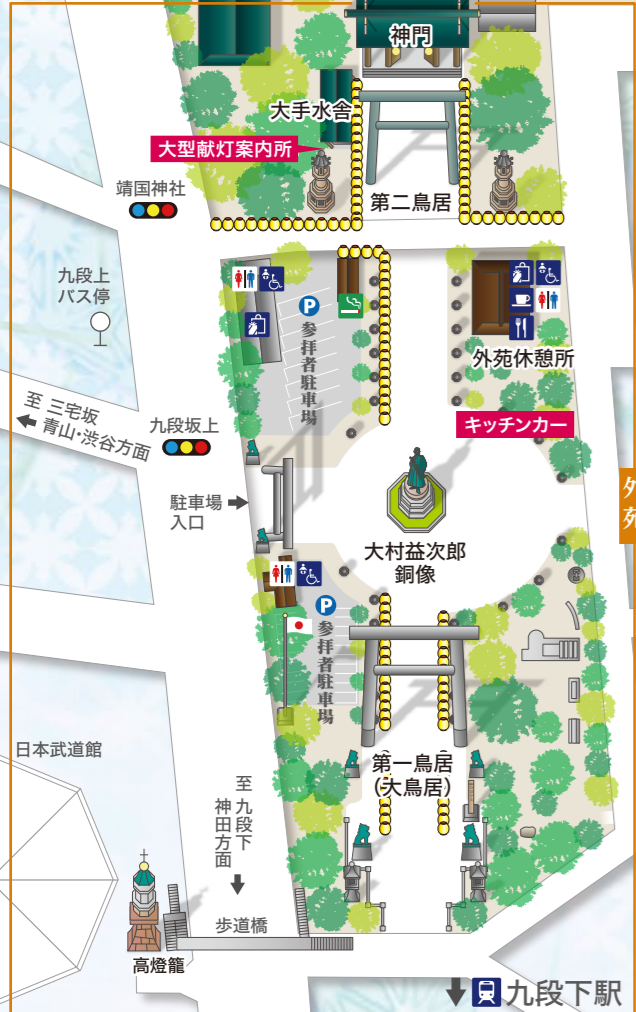 神門
大手水舎
大型献灯案内所
靖国神社
第二鳥居
九段上
バス停
P
参拝者駐車場
外苑休憩所
至 三宅坂
青山・渋谷方面
九段坂上
キッチンカー
外苑
駐車場
入口
大村益次郎
銅像
P
参拝者駐車場
日本武道館
第一鳥居
(大鳥居)
至 九段下
神田方面
歩道橋
高燈籠
九段下駅